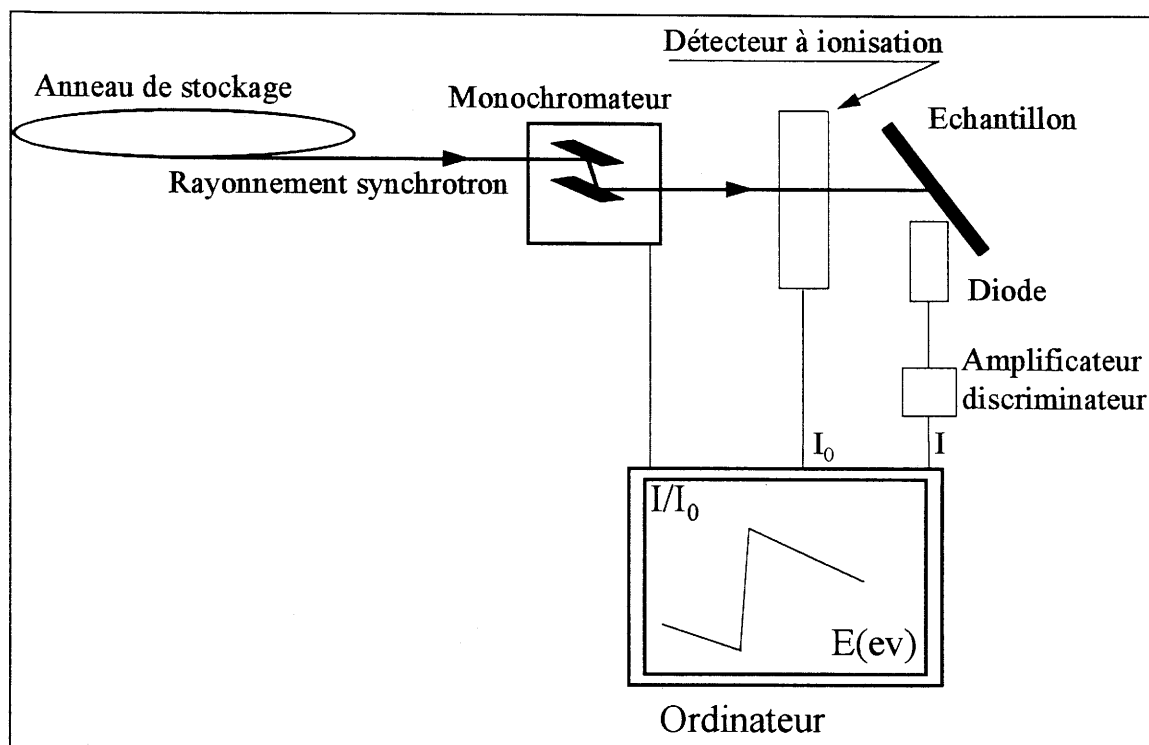 Détecteur à ionisation
Anneau de stockage
Monochromateur
Echantillon
Rayonnement synchrotron
Diode
Amplificateur
discriminateur
I₀
I
I/I₀
E(ev)
Ordinateur